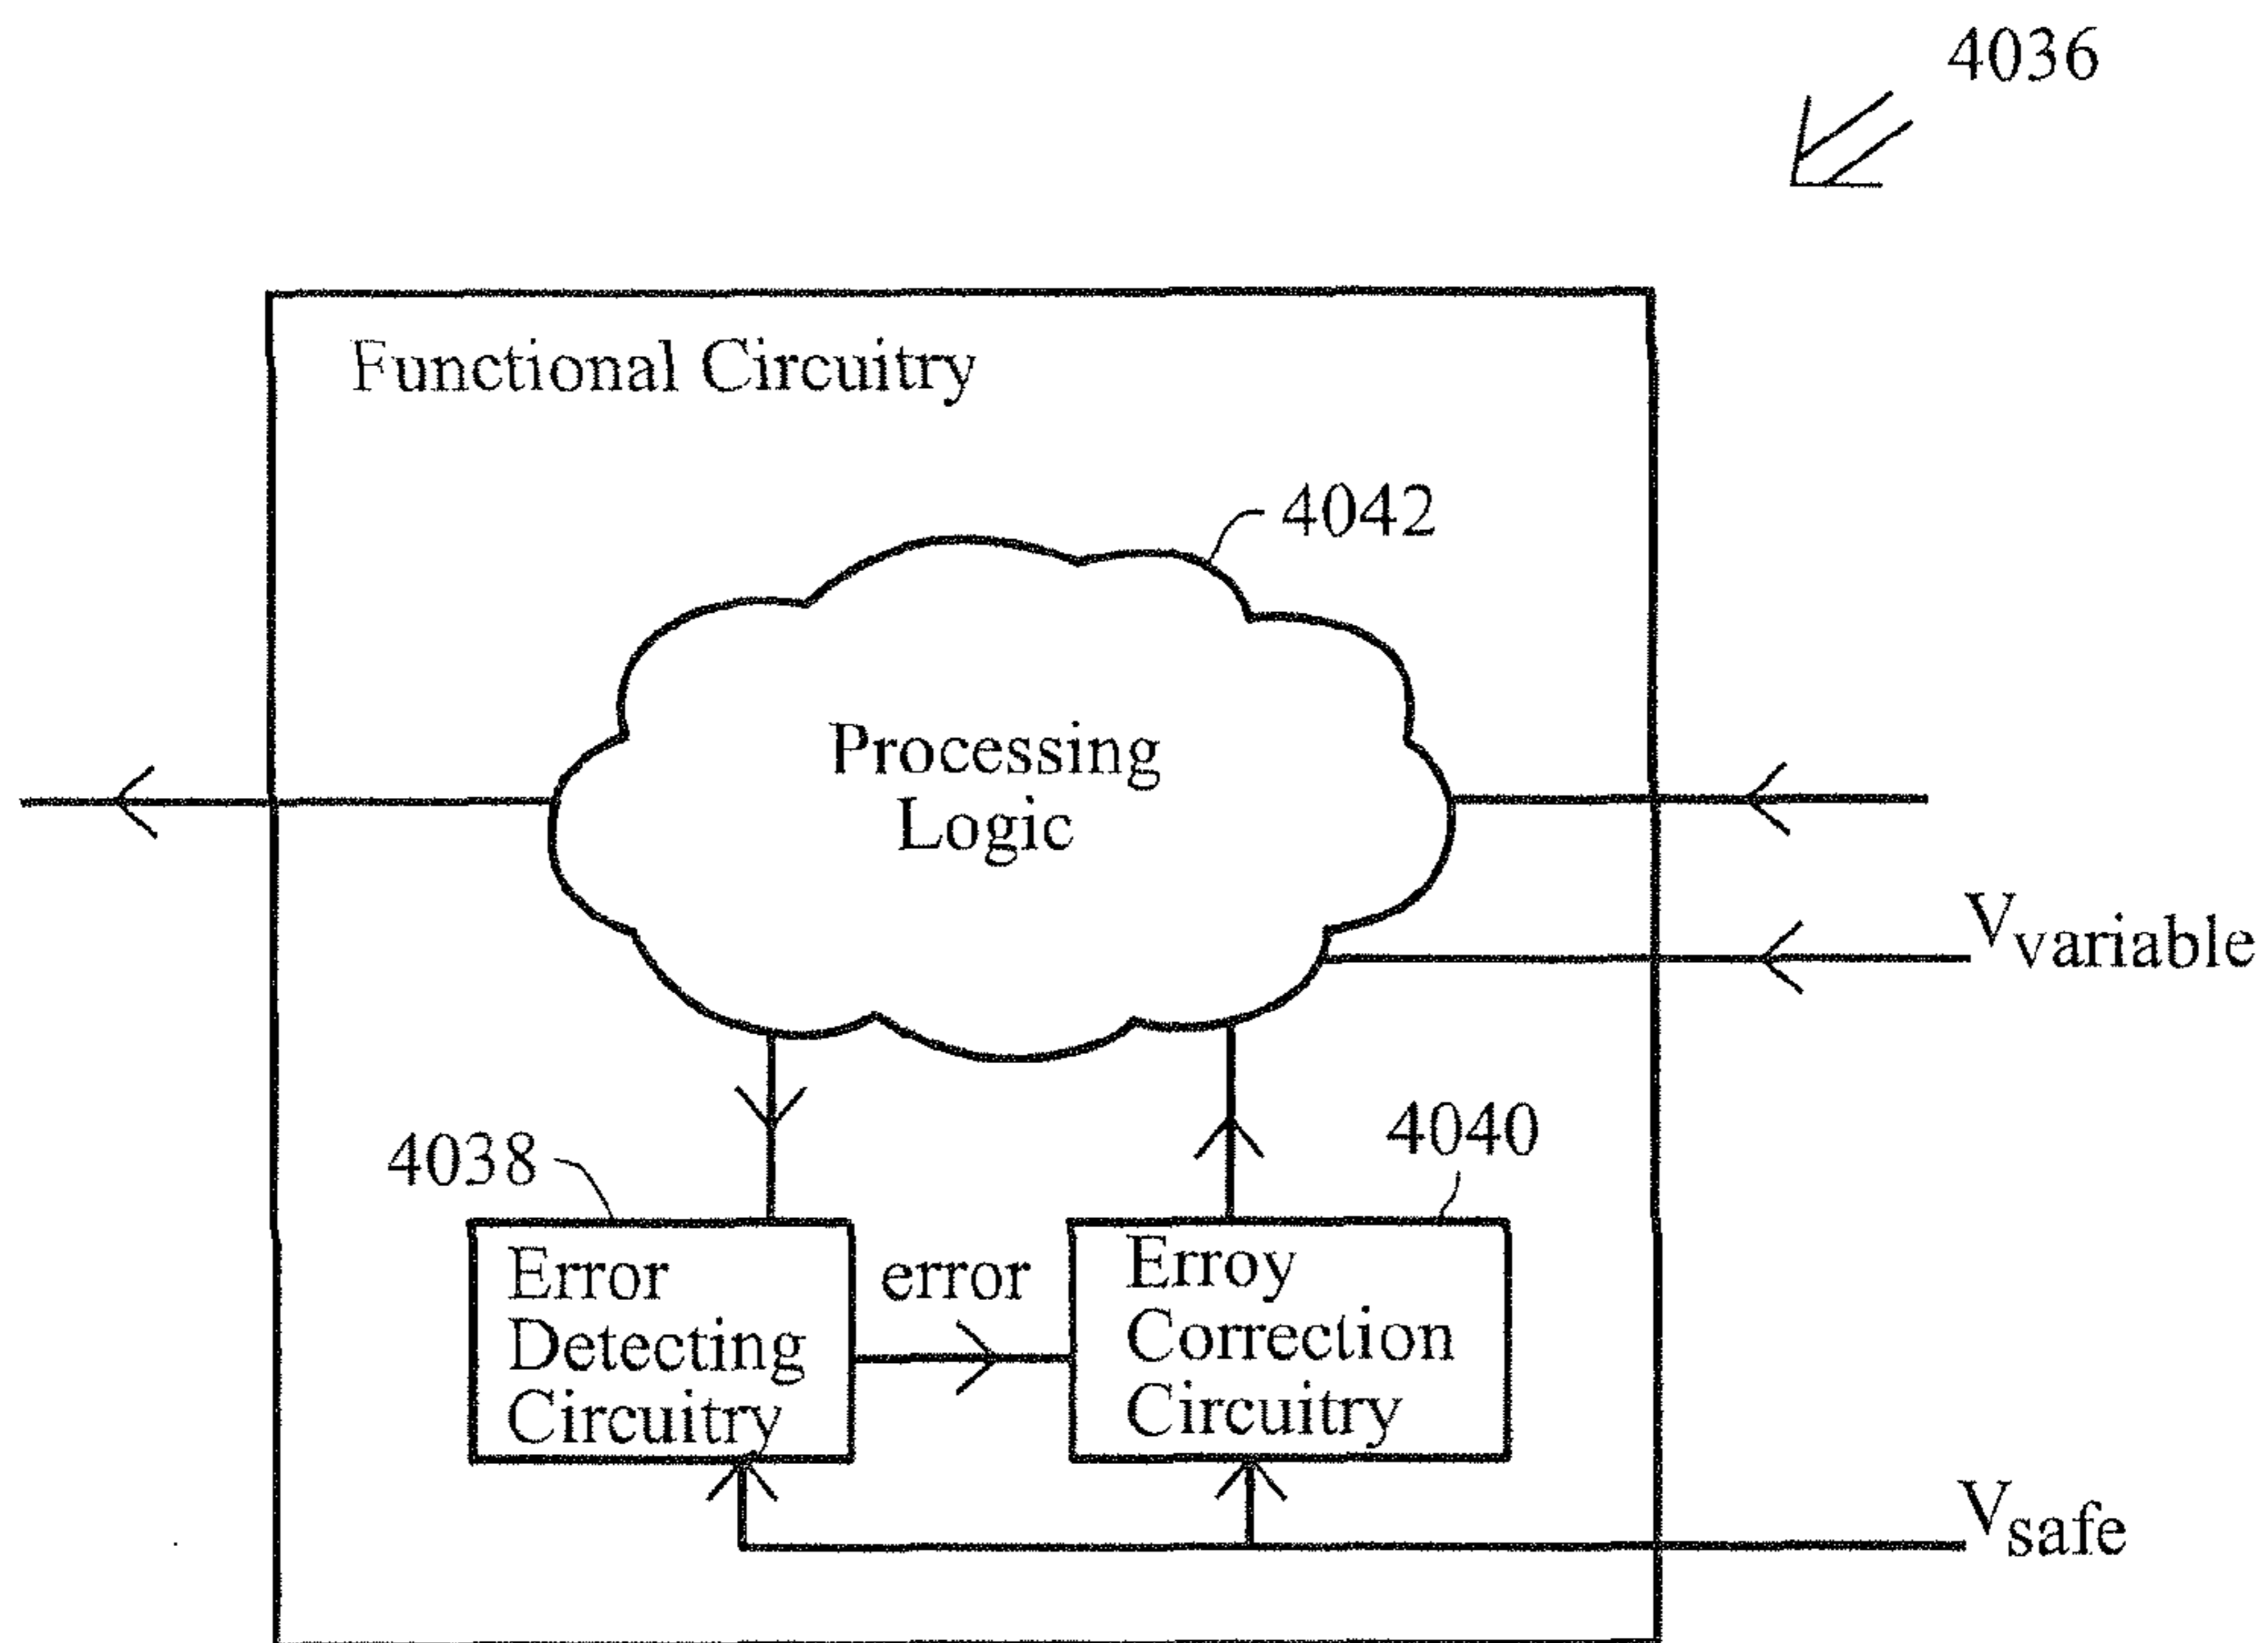 4036
Functional Circuitry
4042
Processing
Logic
Vvariable
4038
4040
Error
Detecting
Circuitry
error
Erroy
Correction
Circuitry
Vsafe